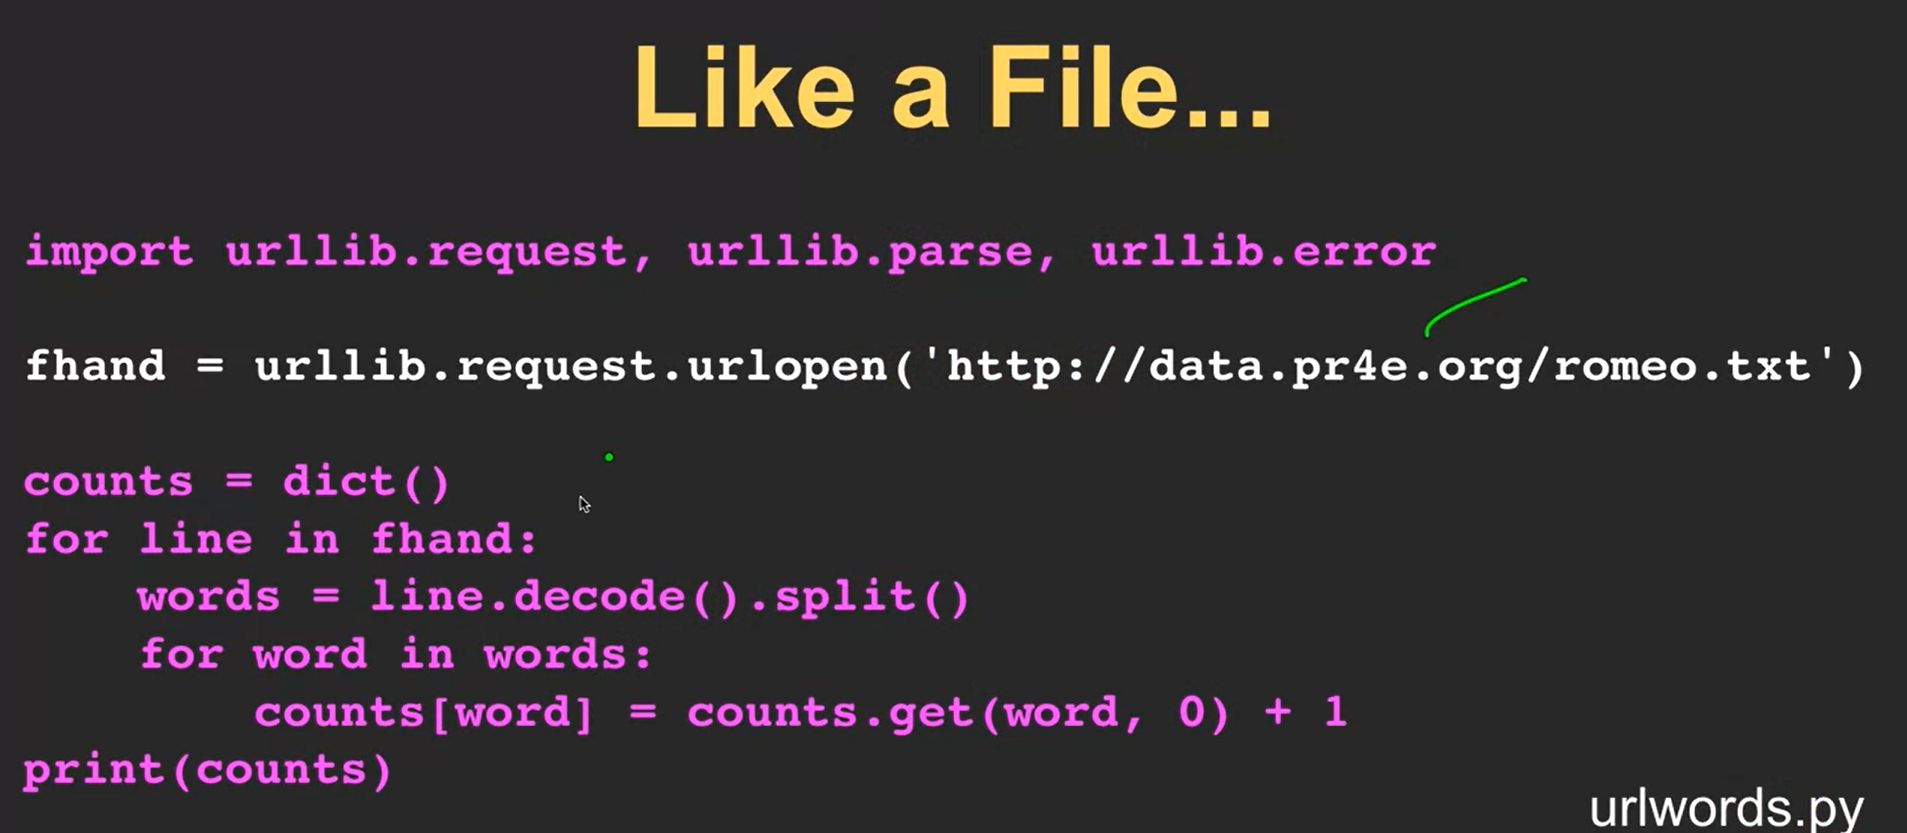 Like a File...
import urllib.request, urllib.parse, urllib.error
fhand = urllib.request.urlopen('http://data.pr4e.org/romeo.txt')
counts = dict()
for line in fhand:
    words = line.decode().split()
    for word in words:
        counts[word] = counts.get(word, 0) + 1
print(counts)
urlwords.py